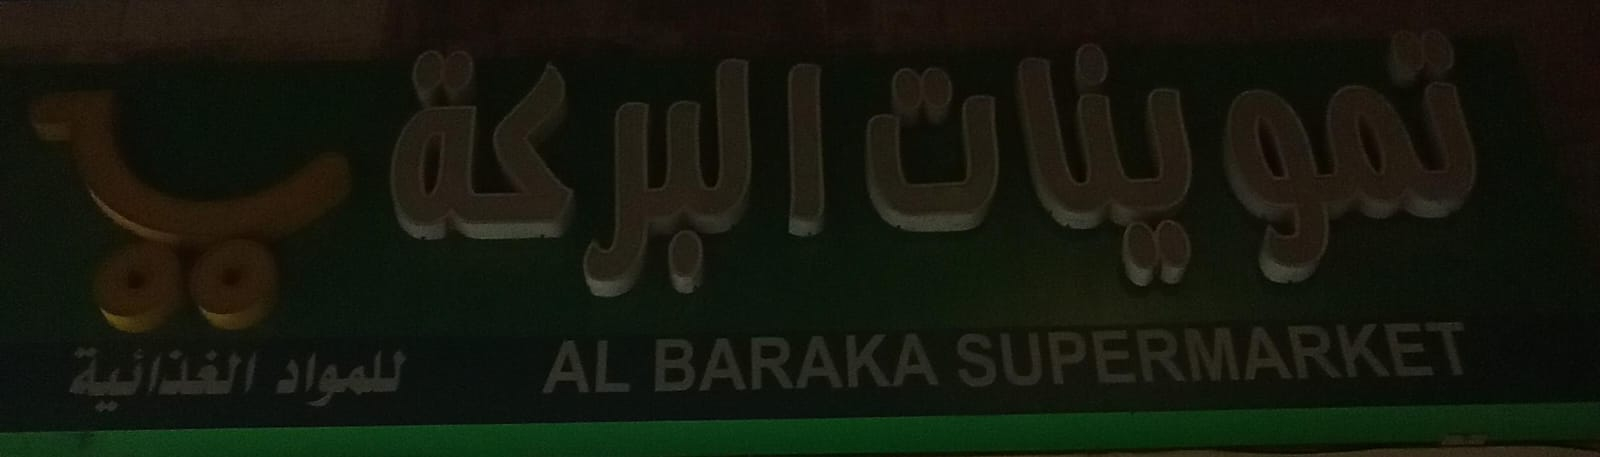 تموينات البركة
للمواد الغذائية
AL BARAKA SUPERMARKET